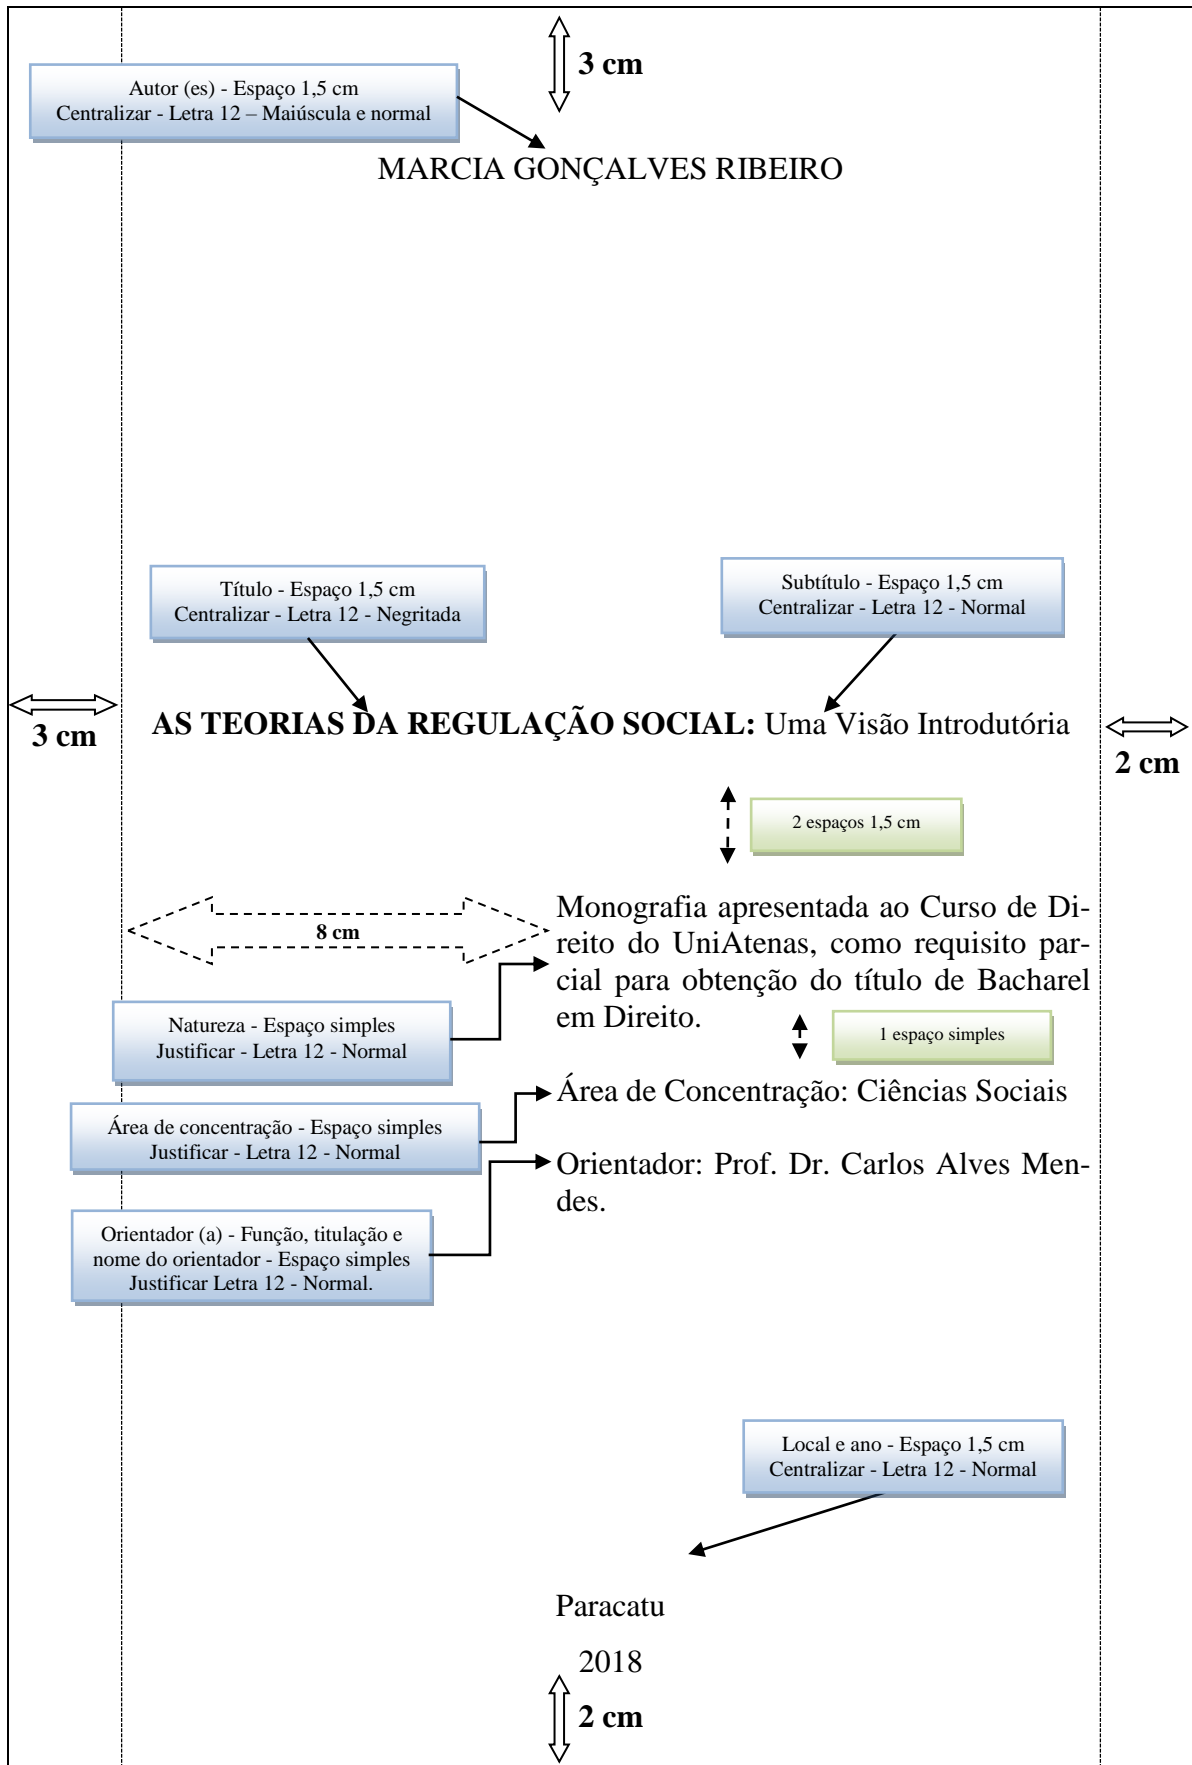 3 cm
Autor (es) - Espaço 1,5 cm
Centralizar - Letra 12 – Maiúscula e normal
MARCIA GONÇALVES RIBEIRO
Título - Espaço 1,5 cm
Centralizar - Letra 12 - Negritada
Subtítulo - Espaço 1,5 cm
Centralizar - Letra 12 - Normal
3 cm
AS TEORIAS DA REGULAÇÃO SOCIAL: Uma Visão Introdutória
2 cm
2 espaços 1,5 cm
8 cm
Monografia apresentada ao Curso de Di-
reito do UniAtenas, como requisito par-
cial para obtenção do título de Bacharel
em Direito.
Natureza - Espaço simples
Justificar - Letra 12 - Normal
1 espaço simples
Área de Concentração: Ciências Sociais
Área de concentração - Espaço simples
Justificar - Letra 12 - Normal
Orientador: Prof. Dr. Carlos Alves Men-
des.
Orientador (a) - Função, titulação e
nome do orientador - Espaço simples
Justificar Letra 12 - Normal.
Local e ano - Espaço 1,5 cm
Centralizar - Letra 12 - Normal
Paracatu
2018
2 cm